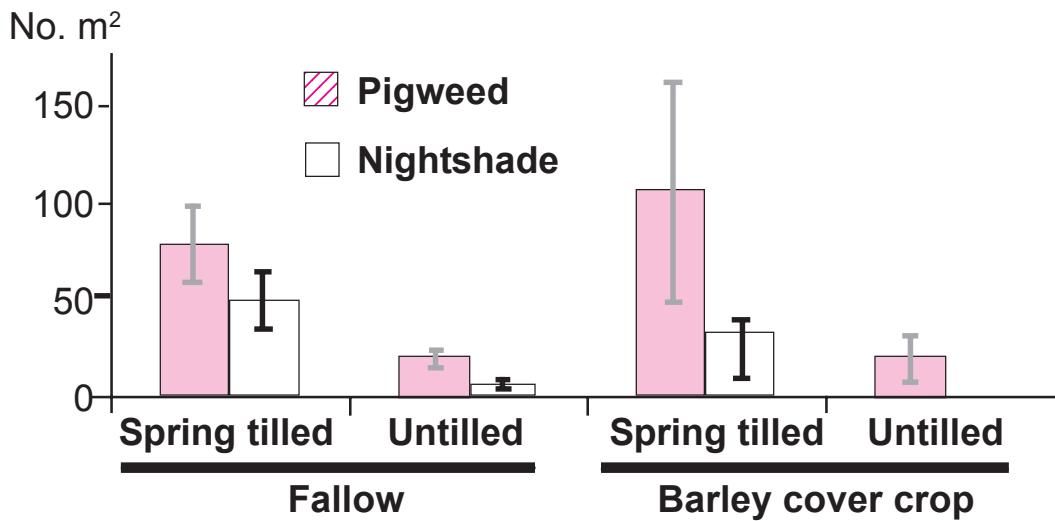 No. m²
150
100
50
0
Pigweed
Nightshade
Spring tilled Untilled Spring tilled Untilled
Fallow Barley cover crop